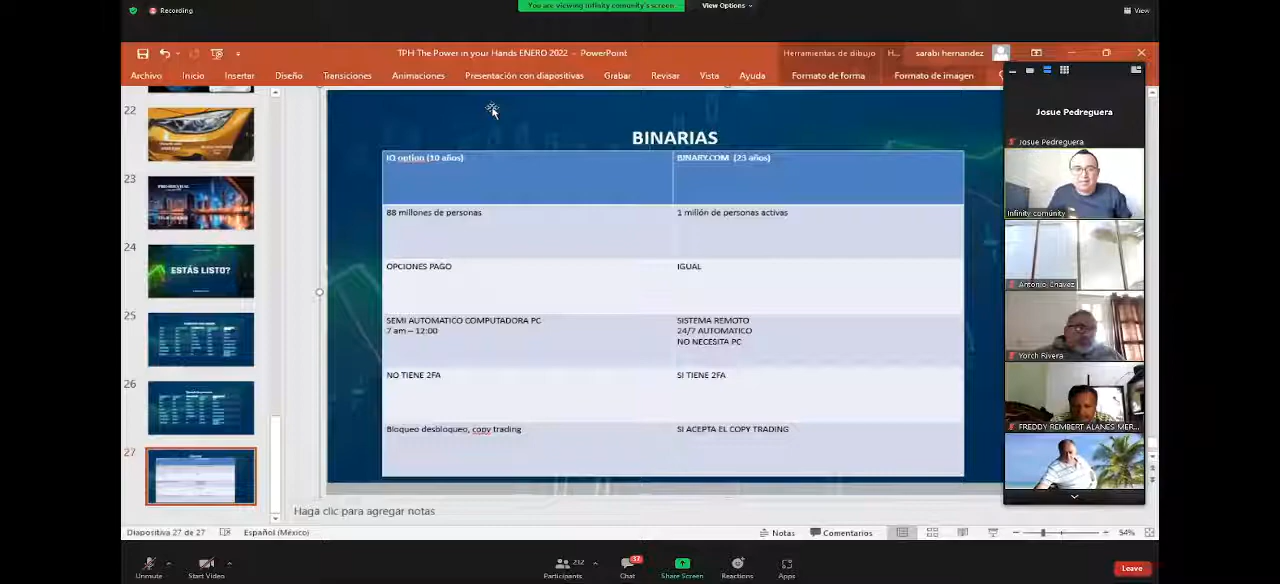 Recording
You are viewing Infinity comunity's screen
View Options
View
TPH The Power in your Hands ENERO 2022 – PowerPoint
Herramientas de dibujo
H...
sarabi hernandez
Archivo
Inicio
Insertar
Diseño
Transiciones
Animaciones
Presentación con diapositivas
Grabar
Revisar
Vista
Ayuda
Formato de forma
Formato de imagen
22
23
24
ESTÁS LISTO?
25
26
27
BINARIAS
IQ option (10 años)
BINARY.COM (23 años)
88 millones de personas
1 millón de personas activas
OPCIONES PAGO
IGUAL
SEMI AUTOMATICO COMPUTADORA PC
7 am – 12:00
SISTEMA REMOTO
24/7 AUTOMATICO
NO NECESITA PC
NO TIENE 2FA
SI TIENE 2FA
Bloqueo desbloqueo, copy trading
SI ACEPTA EL COPY TRADING
Josue Pedreguera
Josue Pedreguera
Infinity comúnity
Antonio Chavez
Yorch Rivera
FREDDY REMBERT ALANES MER...
Haga clic para agregar notas
Diapositiva 27 de 27
Español (México)
Notas
Comentarios
54%
Unmute
Start Video
212
Participants
37
Chat
Share Screen
Reactions
Apps
Leave